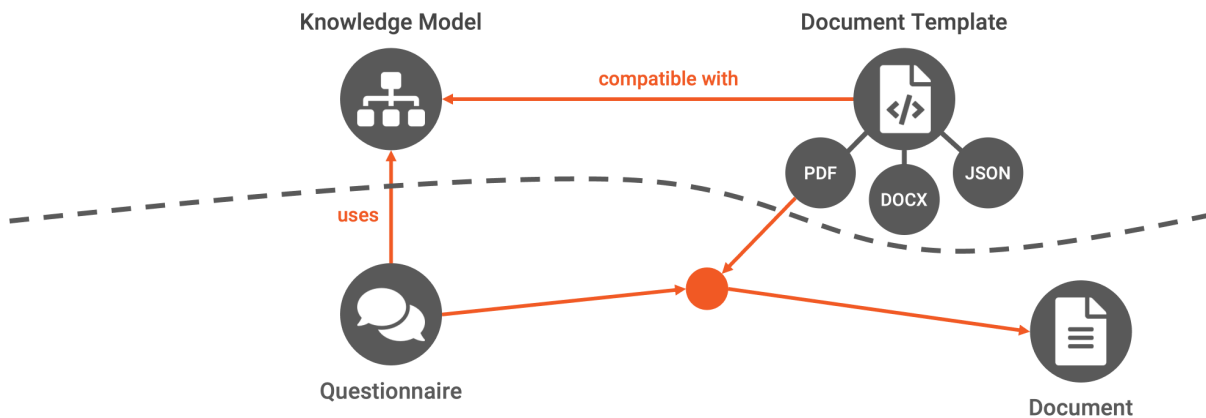 Knowledge Model
Document Template
compatible with
</>
PDF
JSON
DOCX
uses
Questionnaire
Document